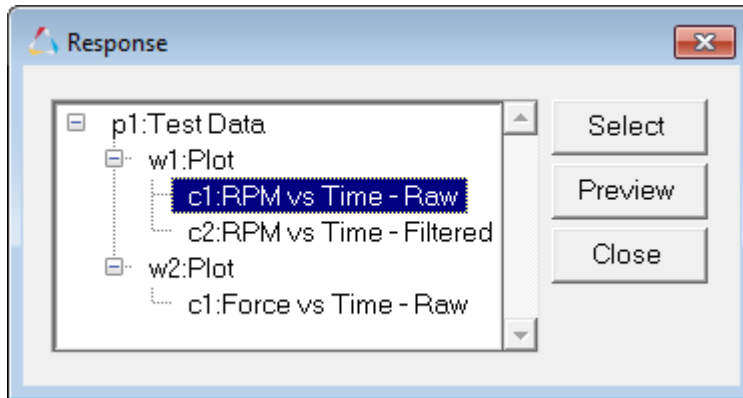 Response
p1:Test Data
w1:Plot
c1:RPM vs Time - Raw
c2:RPM vs Time - Filtered
w2:Plot
c1:Force vs Time - Raw
Select
Preview
Close